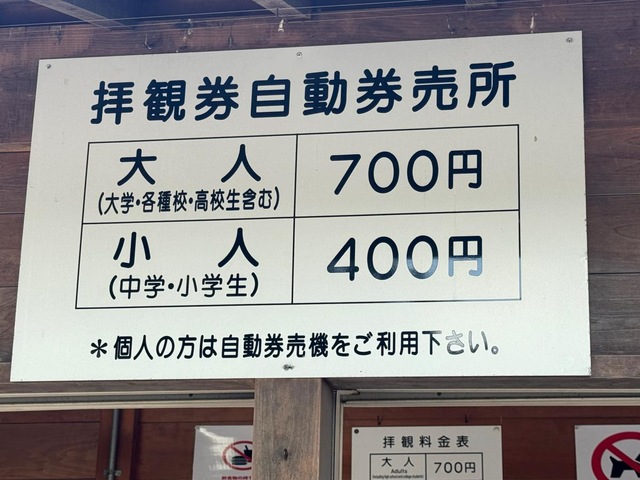 拝観券自動券売所
大 人 700円
(大学・各種校・高校生含む)
小 人 400円
(中学・小学生)
＊個人の方は自動券売機をご利用下さい。
拝観料金表
大 人 700円
Adults